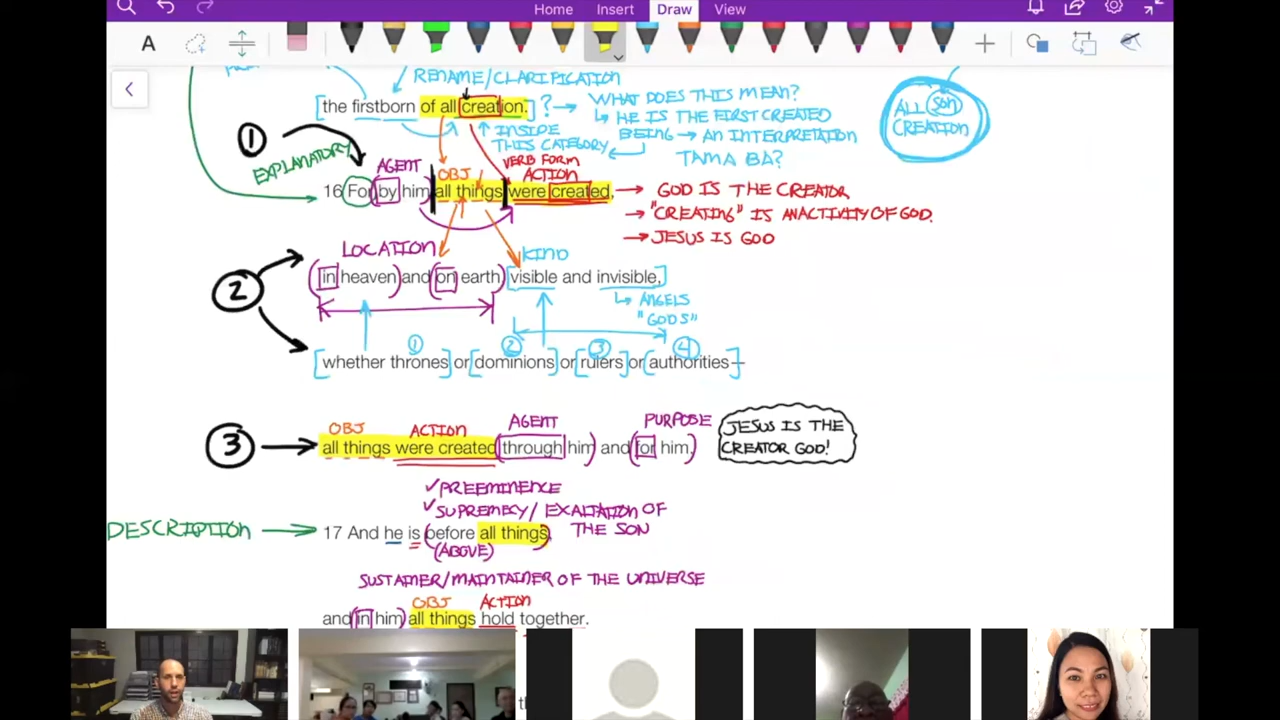 Home Insert Draw View
A
RENAME/CLARIFICATION
[the firstborn of all creation.]? → WHAT DOES THIS MEAN?
↳ HE IS THE FIRST CREATED
BEING → AN INTERPRETATION
TAMA BA?
INSIDE
THIS CATEGORY
ALL son
CREATION
1
EXPLANATORY
AGENT
OBJ
VERB FORM
ACTION
16 For by him all things were created, → GOD IS THE CREATOR
→ "CREATING" IS AN ACTIVITY OF GOD.
→ JESUS IS GOD
LOCATION
KIND
2
(in heaven) and (on earth) [visible and invisible,]
↳ ANGELS
"GODS"
1 2 3 4
[whether thrones] or [dominions] or [rulers] or [authorities]—
OBJ ACTION AGENT PURPOSE
3 → all things were created (through him) and (for him.)
JESUS IS THE
CREATOR GOD!
✓PREEMINENCE
✓SUPREMECY/EXALTATION OF
THE SON
DESCRIPTION → 17 And he is (before all things),
(ABOVE)
SUSTAINER/MAINTAINER OF THE UNIVERSE
OBJ ACTION
and (in him) all things hold together.